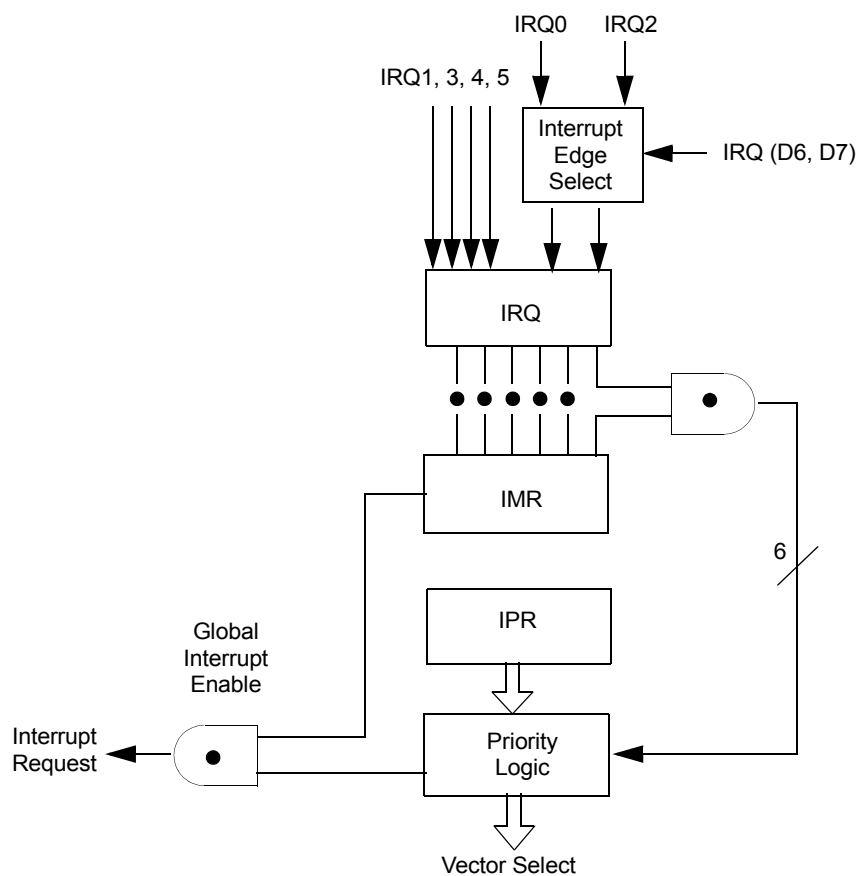 IRQ0
IRQ2
IRQ1, 3, 4, 5
Interrupt
Edge
Select
IRQ (D6, D7)
IRQ
IMR
6
IPR
Global
Interrupt
Enable
Interrupt
Request
Priority
Logic
Vector Select